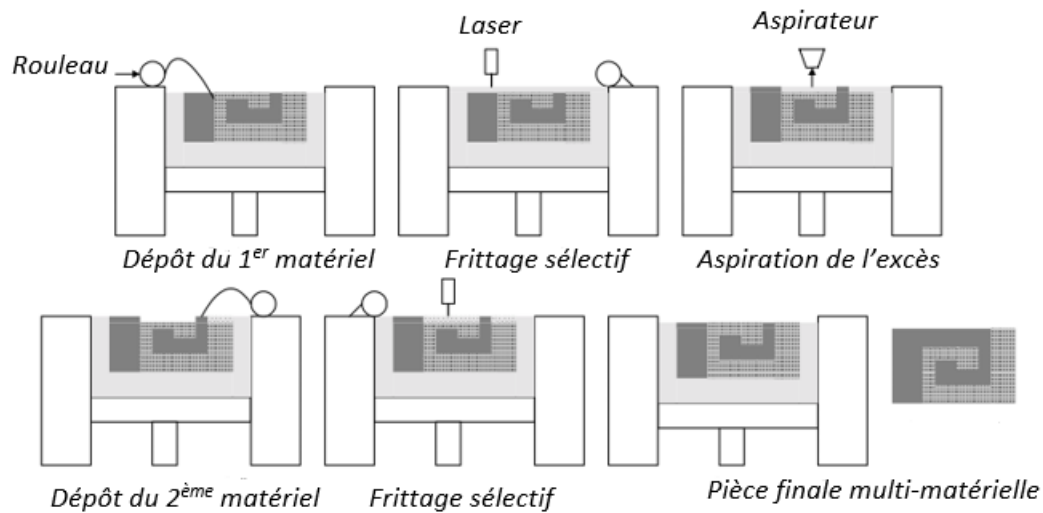 Laser
Aspirateur
Rouleau
Dépôt du 1er matériel
Frittage sélectif
Aspiration de l'excès
Dépôt du 2ème matériel
Frittage sélectif
Pièce finale multi-matérielle